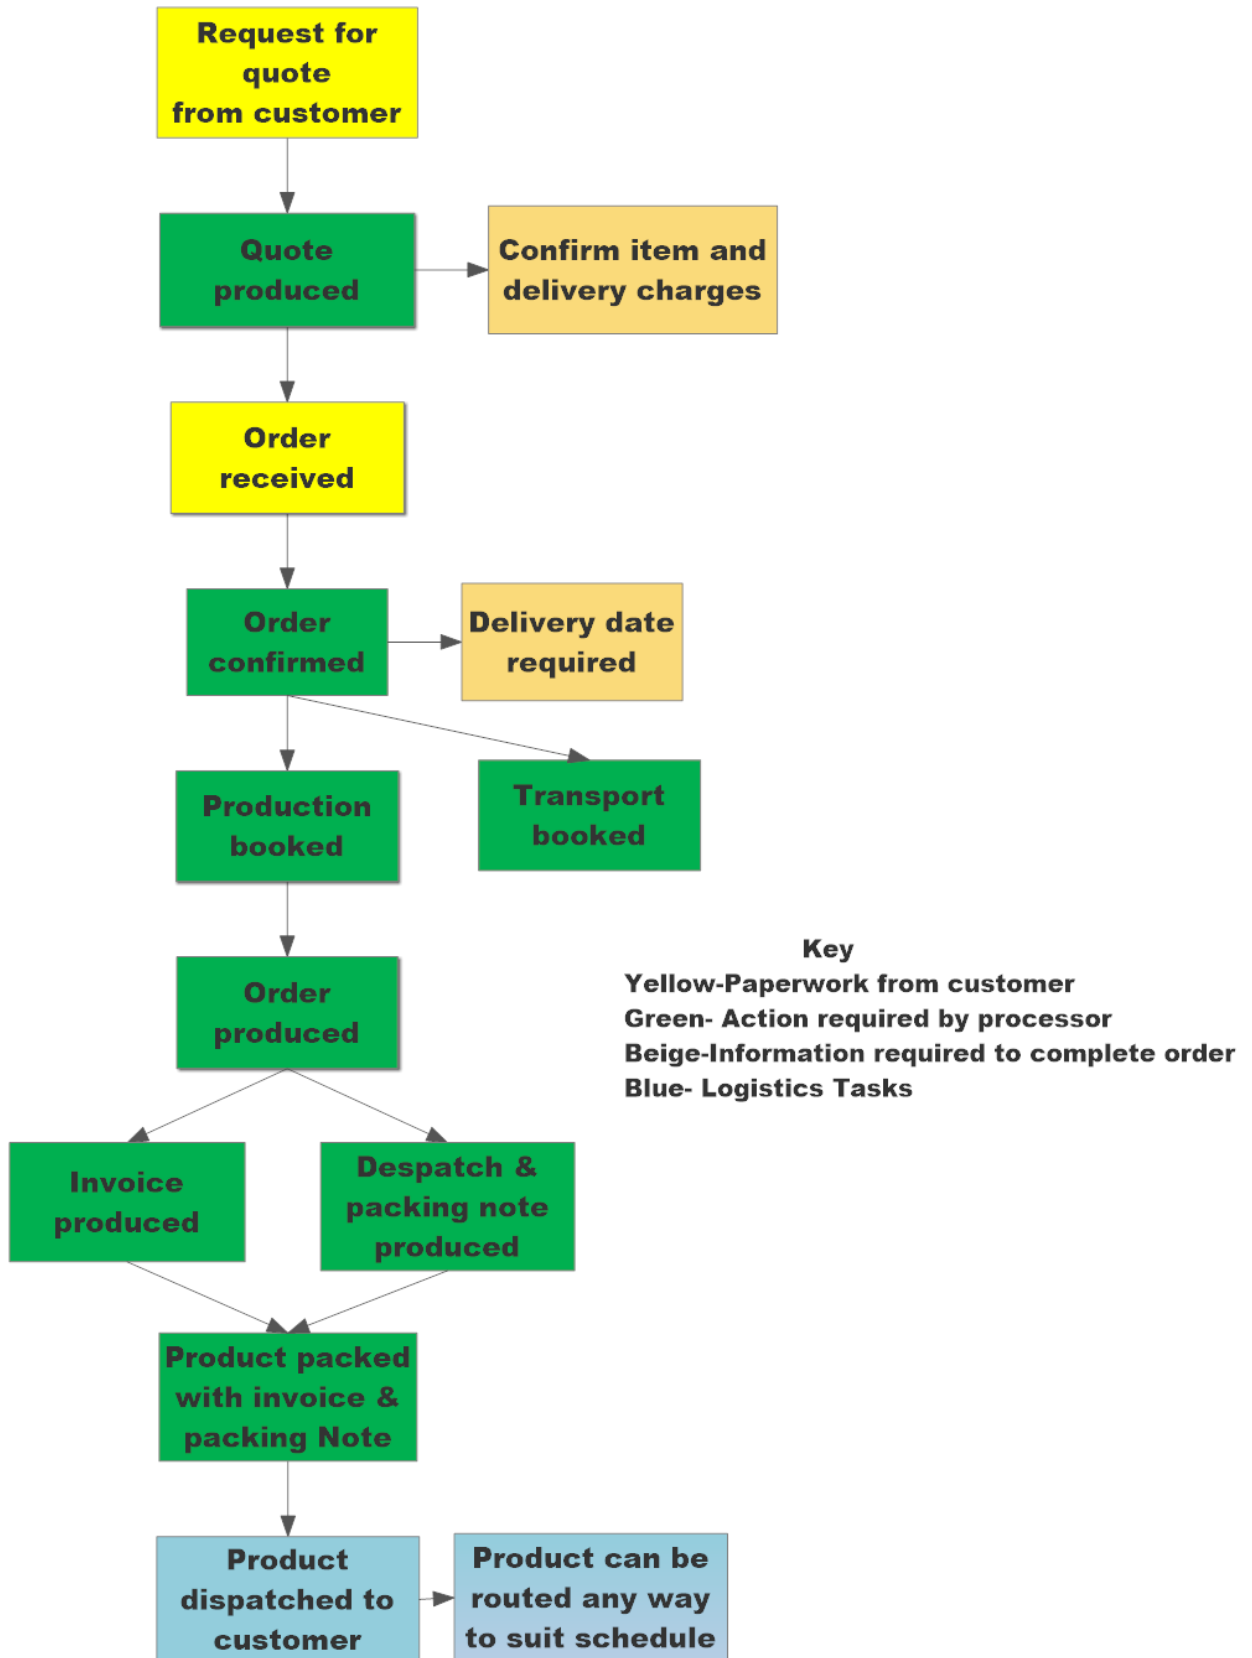 Request for
quote
from customer
Quote
produced
Confirm item and
delivery charges
Order
received
Order
confirmed
Delivery date
required
Production
booked
Transport
booked
Order
produced
Key
Yellow-Paperwork from customer
Green- Action required by processor
Beige-Information required to complete order
Blue- Logistics Tasks
Invoice
produced
Despatch &
packing note
produced
Product packed
with invoice &
packing Note
Product
dispatched to
customer
Product can be
routed any way
to suit schedule